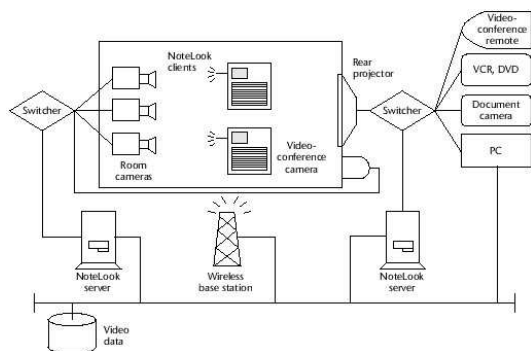 Video-
conference
remote
NoteLook
clients
Rear
projector
VCR, DVD
Switcher
Switcher
Document
camera
Room
cameras
Video-
conference
camera
PC
NoteLook
server
Wireless
base station
NoteLook
server
Video
data